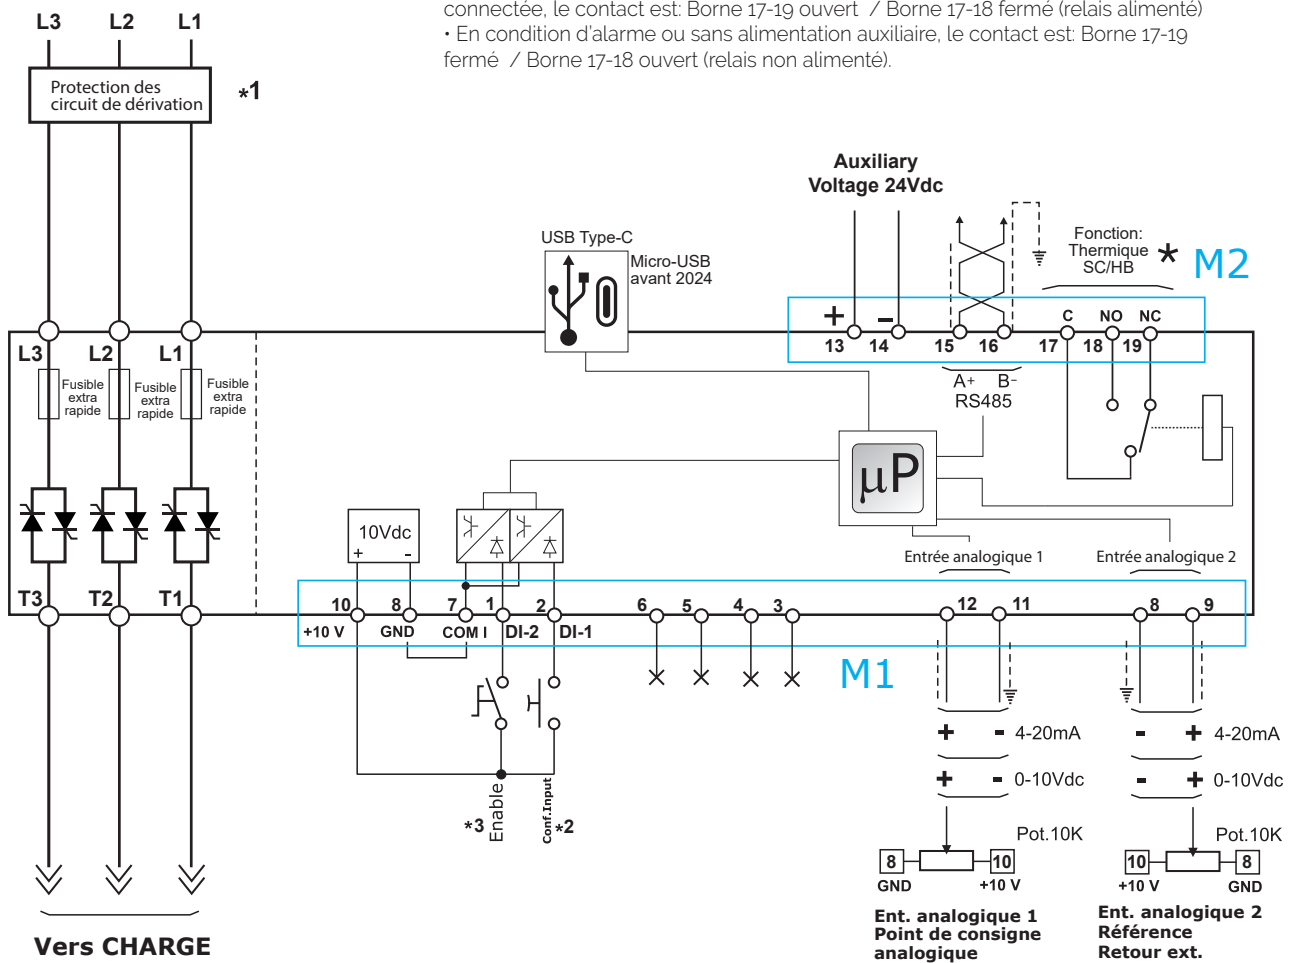 connectée, le contact est: Borne 17-19 ouvert / Borne 17-18 fermé (relais alimenté)
• En condition d'alarme ou sans alimentation auxiliaire, le contact est: Borne 17-19
fermé / Borne 17-18 ouvert (relais non alimenté).
L3 L2 L1
Protection des
circuit de dérivation
*1
Auxiliary
Voltage 24Vdc
USB Type-C
Micro-USB
avant 2024
Fonction:
Thermique
SC/HB
*
M2
+ -
C NO NC
13 14 15 16 17 18 19
A+ B-
RS485
L3 L2 L1
Fusible
extra
rapide
Fusible
extra
rapide
Fusible
extra
rapide
µP
10Vdc
+ -
Entrée analogique 1
Entrée analogique 2
T3 T2 T1
10 8 7 1 2 6 5 4 3 12 11 8 9
+10 V GND COM I DI-2 DI-1
M1
+ - 4-20mA
- + 4-20mA
+ - 0-10Vdc
- + 0-10Vdc
*3
Enable
Conf.Input
*2
Pot.10K
Pot.10K
8 10
10 8
GND +10 V
+10 V GND
Ent. analogique 1
Point de consigne
analogique
Ent. analogique 2
Référence
Retour ext.
Vers CHARGE